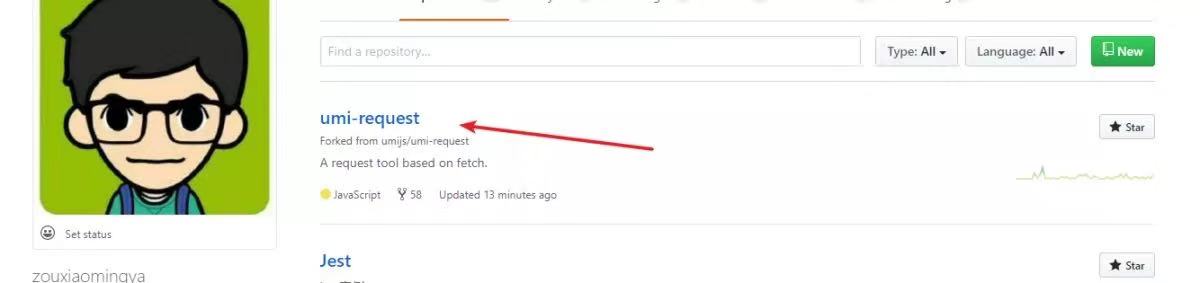 Find a repository...
Type: All
Language: All
New
umi-request
Star
Forked from umijs/umi-request
A request tool based on fetch.
JavaScript 58 Updated 13 minutes ago
Set status
Jest
Star
zouxiaomingya